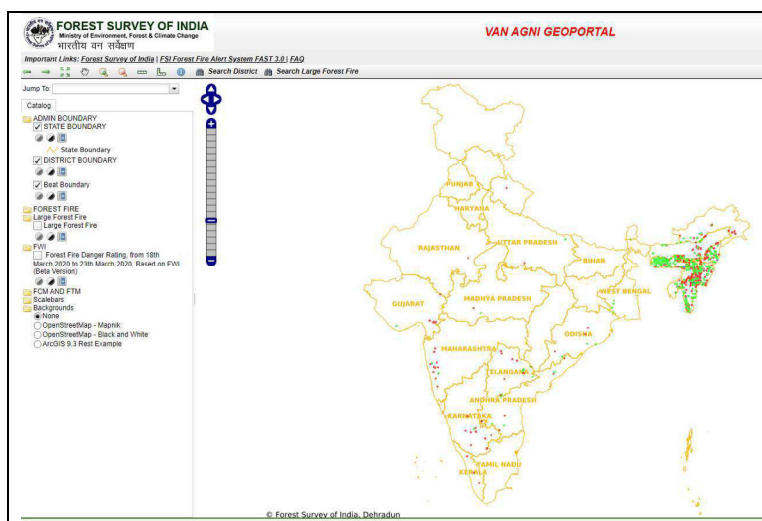 FOREST SURVEY OF INDIA
Ministry of Environment, Forest & Climate Change
भारतीय वन सर्वेक्षण
VAN AGNI GEOPORTAL
Important Links: Forest Survey of India | FSI Forest Fire Alert System FAST 3.0 | FAQ
Search District Search Large Forest Fire
Jump To:
Catalog
ADMIN BOUNDARY
STATE BOUNDARY
State Boundary
DISTRICT BOUNDARY
Beat Boundary
FOREST FIRE
Large Forest Fire
Large Forest Fire
FWI
Forest Fire Danger Rating, from 18th
March 2020 to 23th March 2020, Based on FWI
(Beta Version)
FCM AND FTM
Scalebars
Backgrounds
None
OpenStreetMap - Mapnik
OpenStreetMap - Black and White
ArcGIS 9.3 Rest Example
PUNJAB
HARYANA
RAJASTHAN
UTTAR PRADESH
BIHAR
WEST BENGAL
GUJARAT
MADHYA PRADESH
ODISHA
MAHARASHTRA
TELANGANA
ANDHRA PRADESH
KARNATAKA
TAMIL NADU
KERALA
© Forest Survey of India, Dehradun